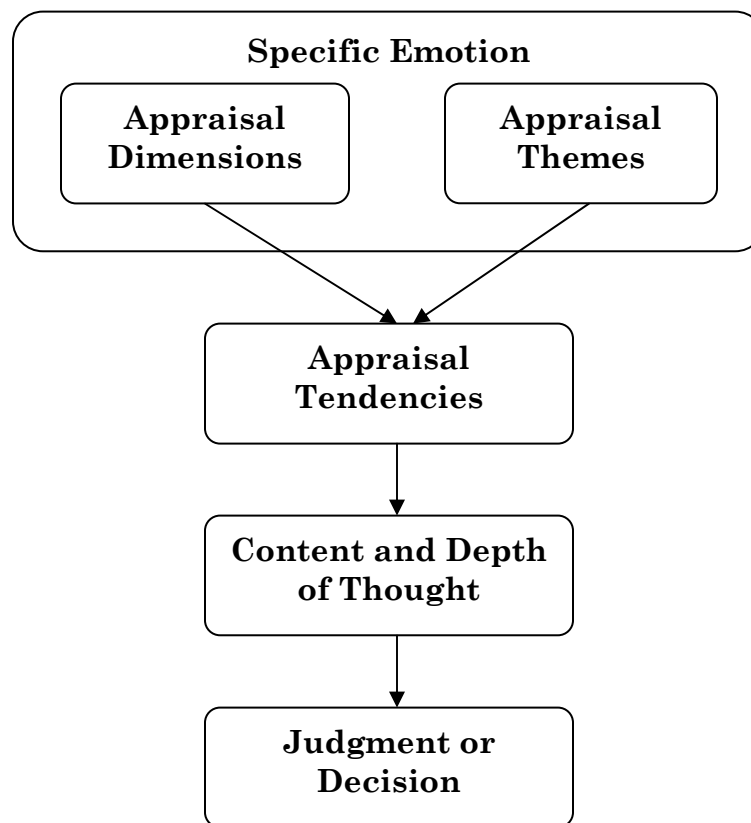 Specific Emotion
Appraisal
Dimensions
Appraisal
Themes
Appraisal
Tendencies
Content and Depth
of Thought
Judgment or
Decision